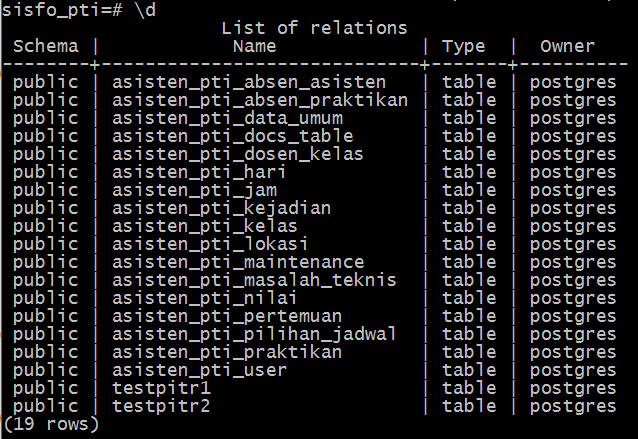 sisfo_pti=# \d
                       List of relations
 Schema |             Name             | Type  |  Owner
--------+------------------------------+-------+----------
 public | asisten_pti_absen_asisten    | table | postgres
 public | asisten_pti_absen_praktikan  | table | postgres
 public | asisten_pti_data_umum        | table | postgres
 public | asisten_pti_docs_table       | table | postgres
 public | asisten_pti_dosen_kelas      | table | postgres
 public | asisten_pti_hari             | table | postgres
 public | asisten_pti_jam              | table | postgres
 public | asisten_pti_kejadian         | table | postgres
 public | asisten_pti_kelas            | table | postgres
 public | asisten_pti_lokasi           | table | postgres
 public | asisten_pti_maintenance      | table | postgres
 public | asisten_pti_masalah_teknis   | table | postgres
 public | asisten_pti_nilai            | table | postgres
 public | asisten_pti_pertemuan        | table | postgres
 public | asisten_pti_pilihan_jadwal   | table | postgres
 public | asisten_pti_praktikan        | table | postgres
 public | asisten_pti_user             | table | postgres
 public | testpitr1                    | table | postgres
 public | testpitr2                    | table | postgres
(19 rows)